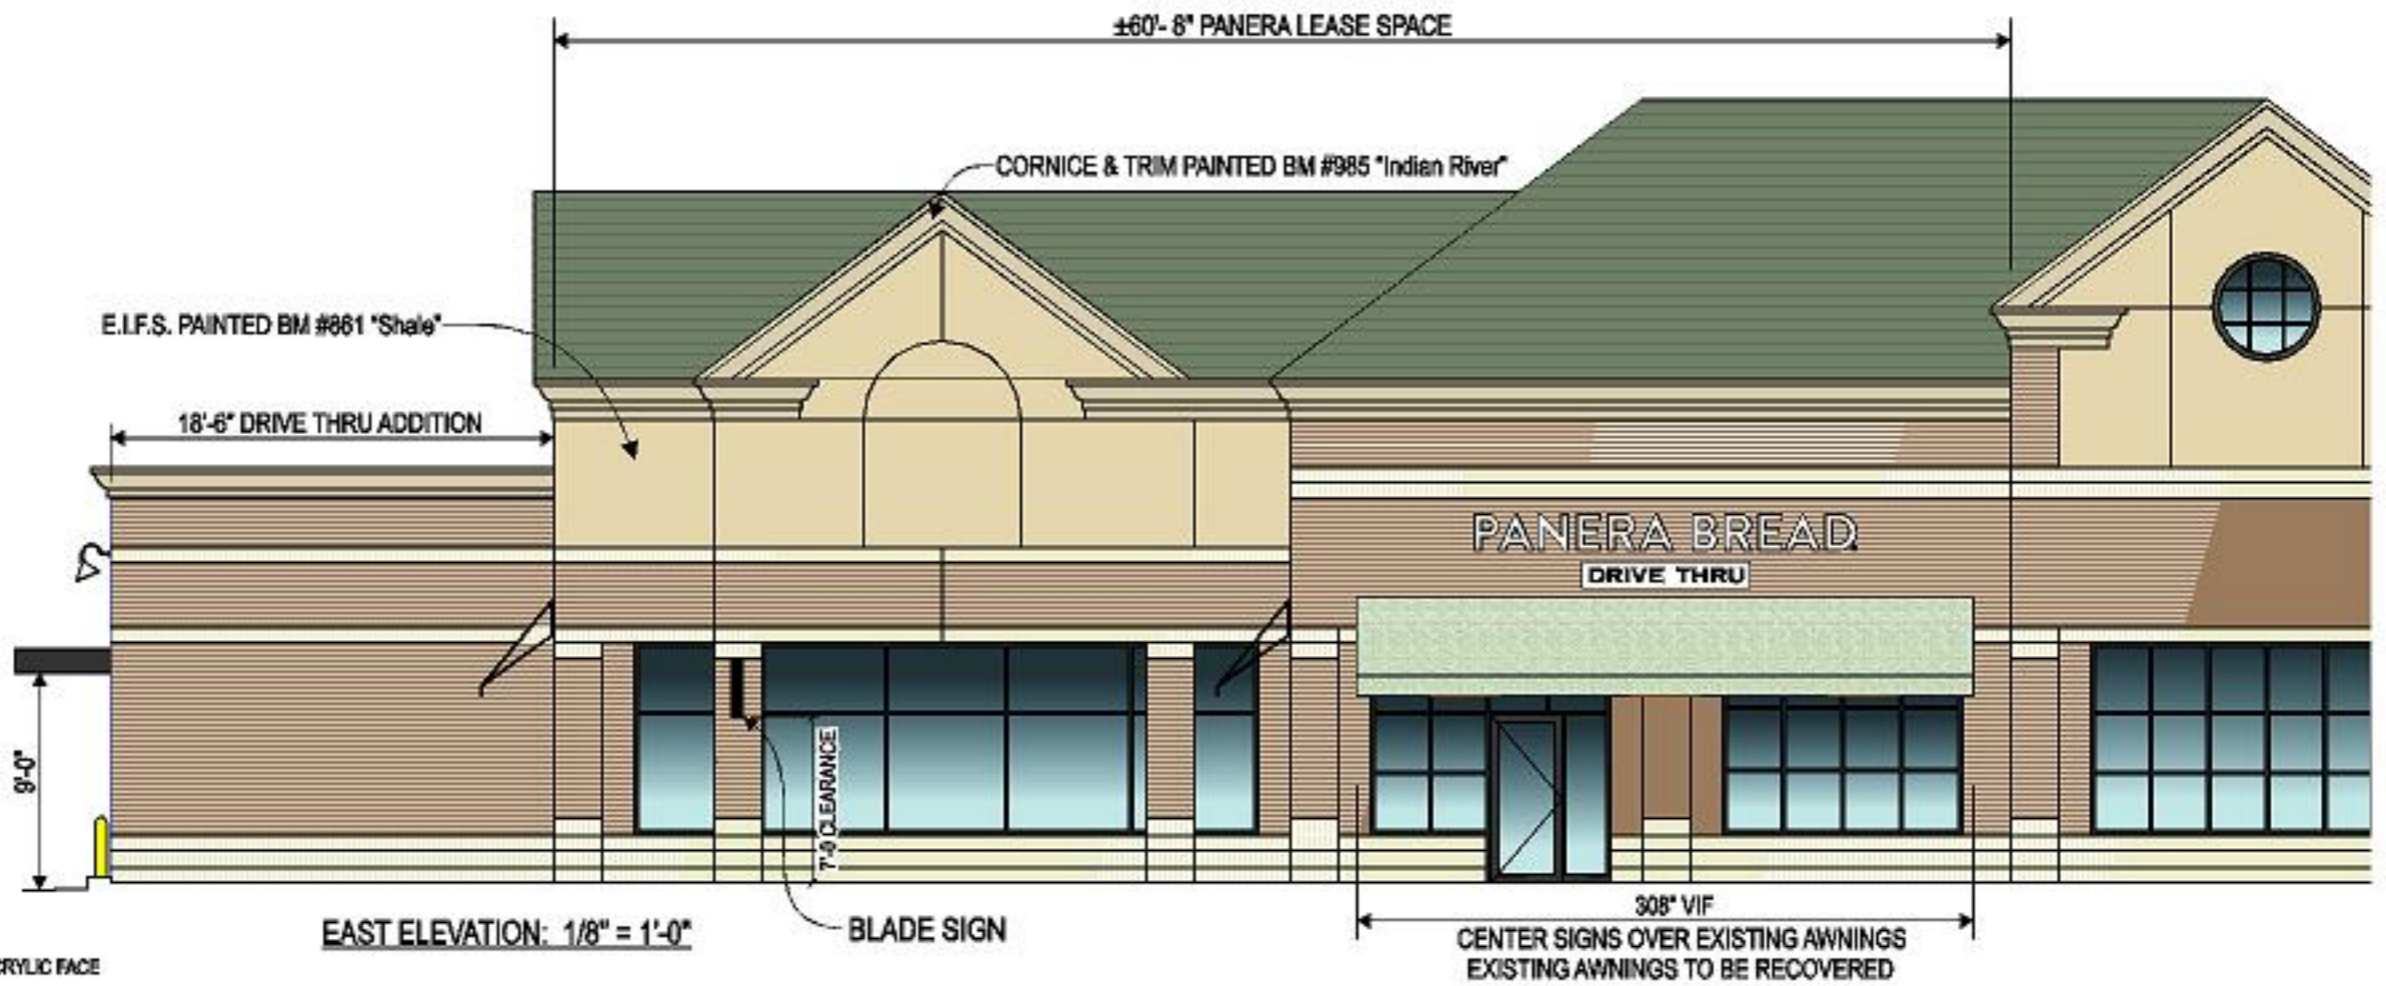 ±60'- 8" PANERA LEASE SPACE
CORNICE & TRIM PAINTED BM #985 "Indian River"
E.I.F.S. PAINTED BM #861 "Shale"
18'-6" DRIVE THRU ADDITION
PANERA BREAD
DRIVE THRU
9'-0"
7'-0 CLEARANCE
BLADE SIGN
EAST ELEVATION: 1/8" = 1'-0"
308" VIF
CENTER SIGNS OVER EXISTING AWNINGS
EXISTING AWNINGS TO BE RECOVERED
CRYLIC FACE